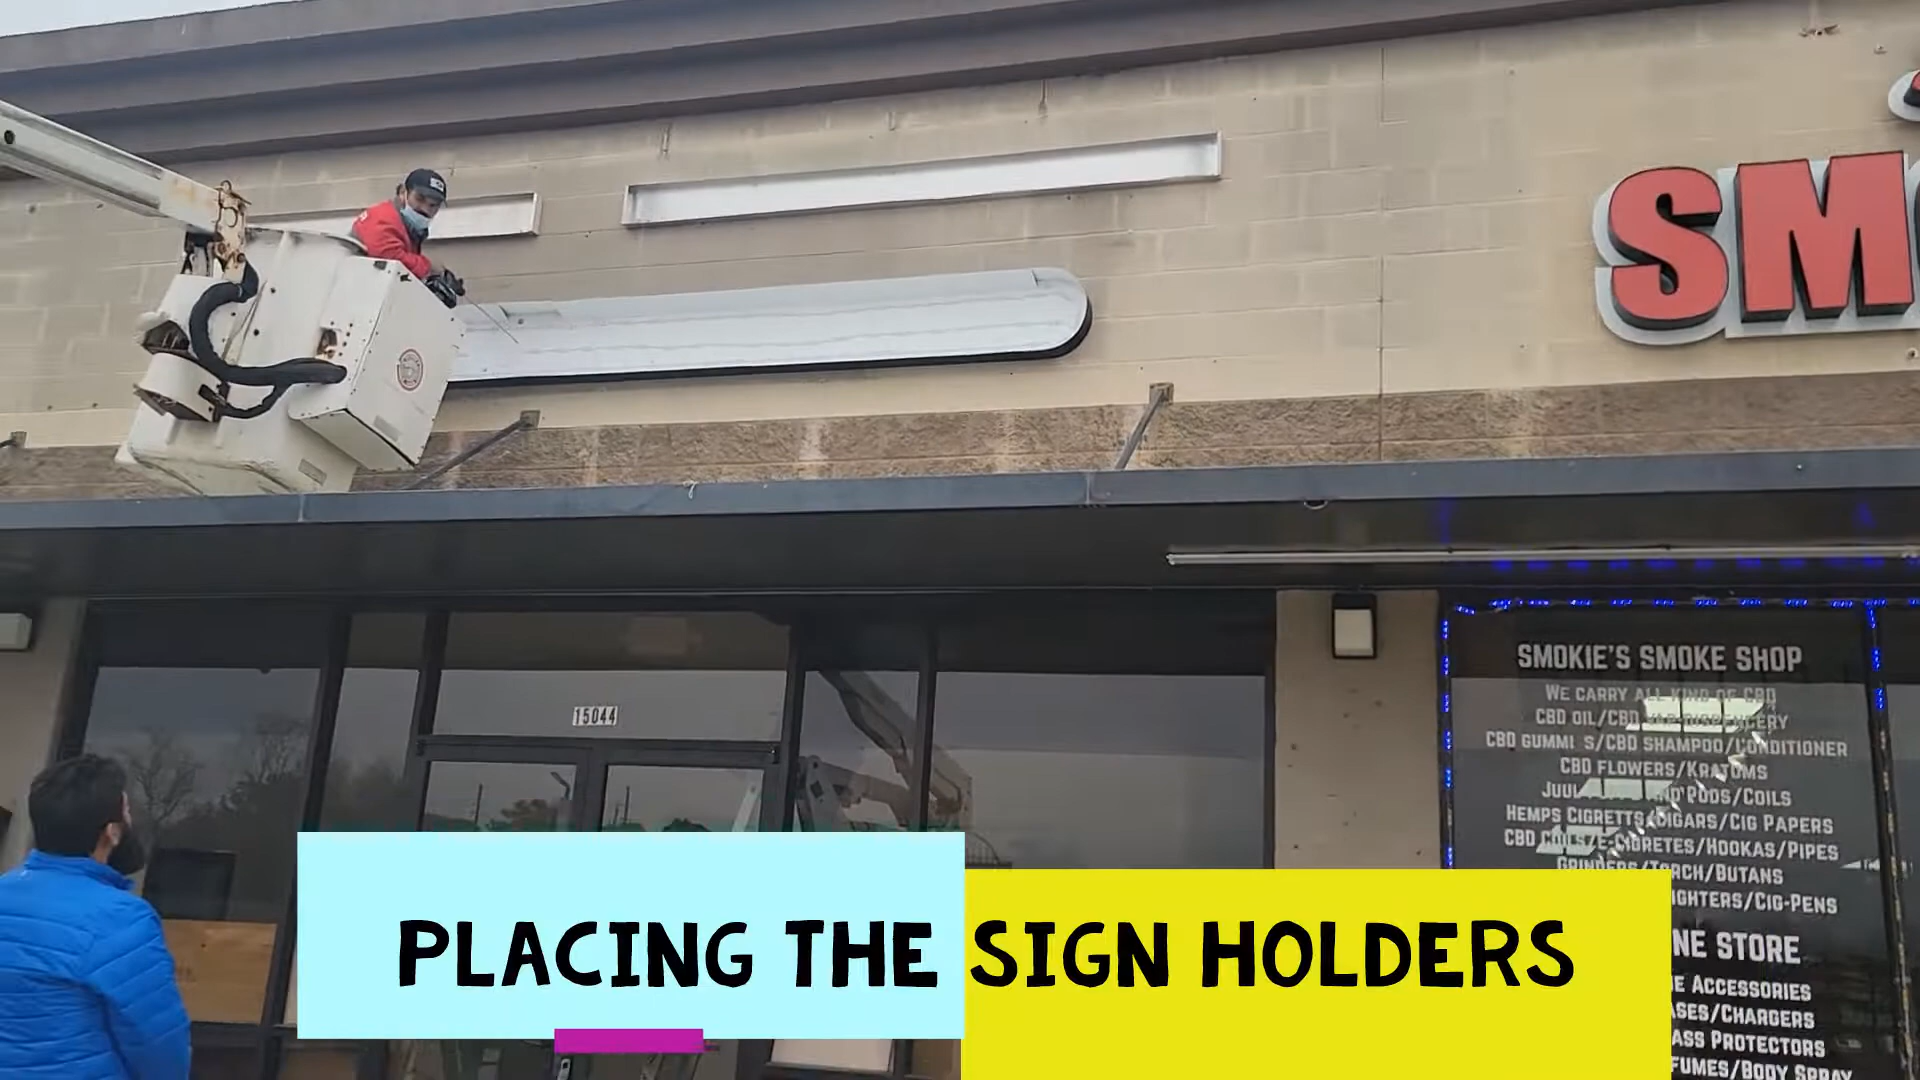 SM
15044
SMOKIE'S SMOKE SHOP
WE CARRY ALL KIND OF CBD
CBD OIL/CBD
CBD GUMMI S/CBD SHAMPOO/CONDITIONER
CBD FLOWERS/KRATOMS
JUUL PODS/COILS
HEMPS CIGRETTS/CIGARS/CIG PAPERS
CBD /HOOKAS/PIPES
GRINDERS/TORCH/BUTANS
IGHTERS/CIG-PENS
NE STORE
E ACCESSORIES
ASES/CHARGERS
ASS PROTECTORS
FUMES/BODY SPRAY
PLACING THE SIGN HOLDERS